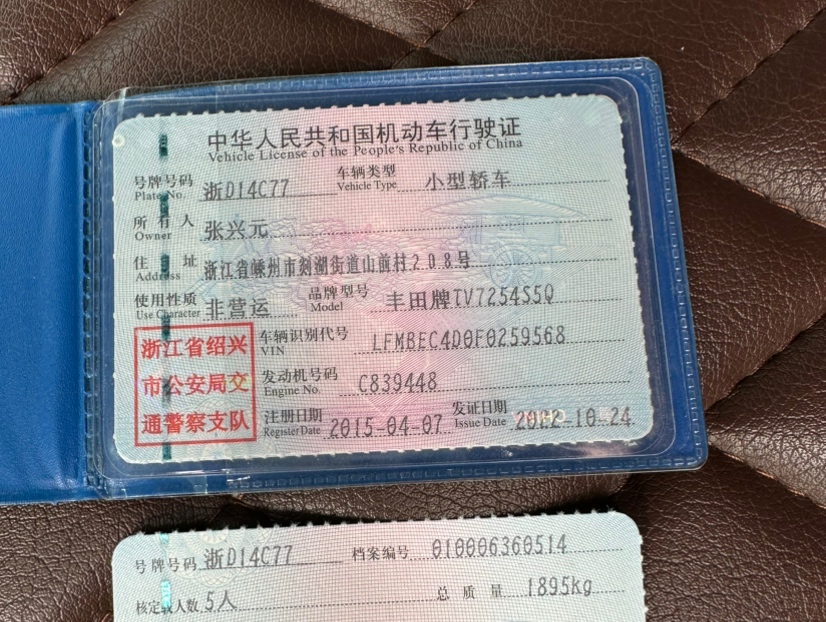 中华人民共和国机动车行驶证
Vehicle License of the People's Republic of China
号牌号码 浙D14C77 车辆类型 小型轿车
Plate No. Vehicle Type
所有人 张兴元
Owner
住址 浙江省嵊州市剡湖街道山前村208号
Address
使用性质 非营运 品牌型号 丰田牌TV7254S5Q
Use Character Model
浙江省绍兴
市公安局交
通警察支队
车辆识别代号 LFMBEC4D0F0259568
VIN
发动机号码 C839448
Engine No.
注册日期 2015-04-07 发证日期 2022-10-24
Register Date Issue Date
号牌号码 浙D14C77 档案编号 010006360514
核定载人数 5人 总质量 1895kg